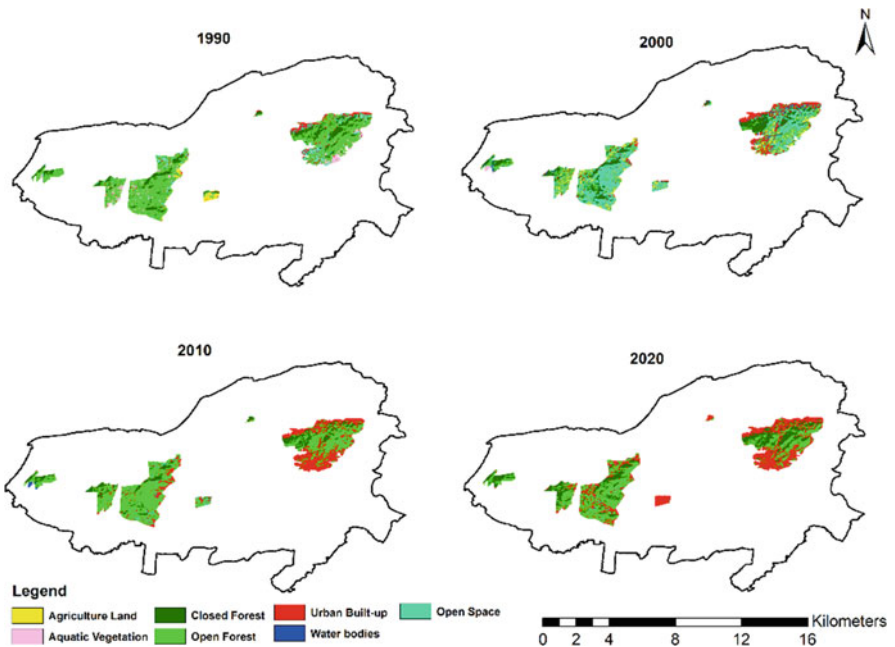 N
1990
2000
2010
2020
Legend
Agriculture Land
Closed Forest
Urban Built-up
Open Space
Aquatic Vegetation
Open Forest
Water bodies
Kilometers
0 2 4 8 12 16